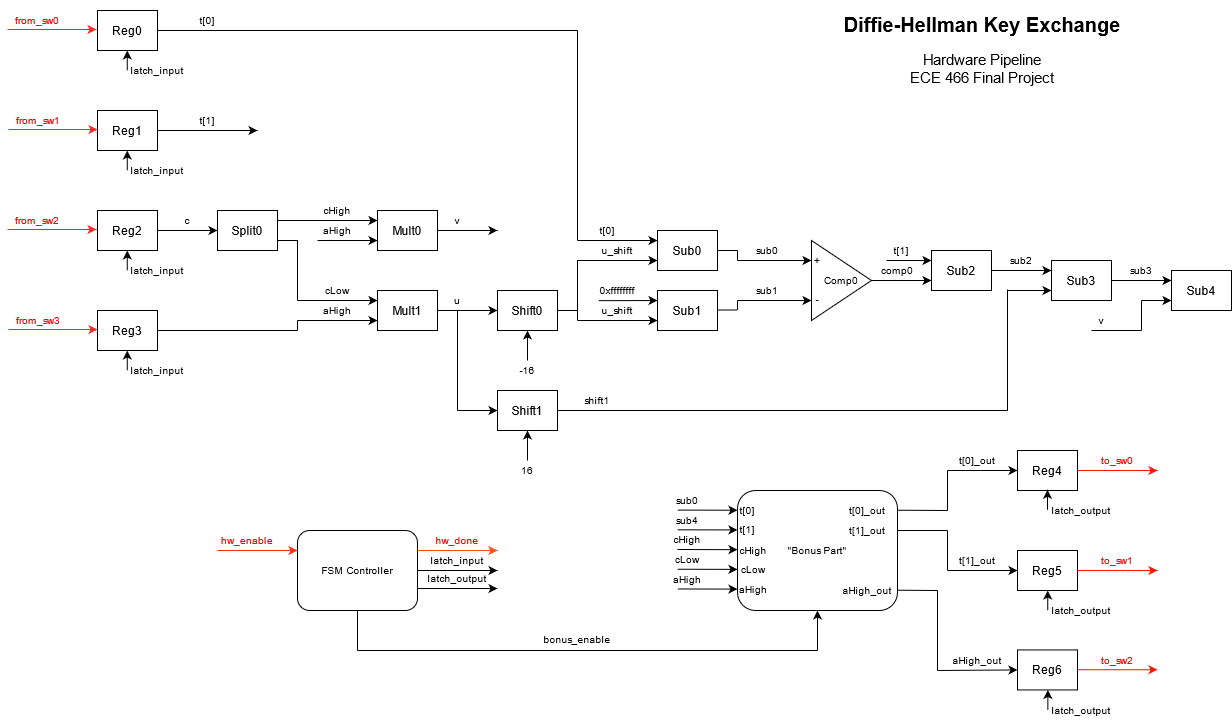 Diffie-Hellman Key Exchange
Hardware Pipeline
ECE 466 Final Project
from_sw0
Reg0
t[0]
latch_input
from_sw1
Reg1
t[1]
latch_input
from_sw2
Reg2
c
Split0
cHigh
aHigh
Mult0
v
latch_input
cLow
from_sw3
Reg3
aHigh
Mult1
u
latch_input
Shift0
-16
Shift1
16
shift1
t[0]
u_shift
Sub0
sub0
0xffffffff
u_shift
Sub1
sub1
+
-
Comp0
comp0
t[1]
Sub2
sub2
Sub3
sub3
v
Sub4
hw_enable
FSM Controller
hw_done
latch_input
latch_output
bonus_enable
sub0
sub4
cHigh
cLow
aHigh
t[0]
t[1]
cHigh
cLow
aHigh
"Bonus Part"
t[0]_out
t[1]_out
aHigh_out
t[0]_out
Reg4
to_sw0
latch_output
t[1]_out
Reg5
to_sw1
latch_output
aHigh_out
Reg6
to_sw2
latch_output